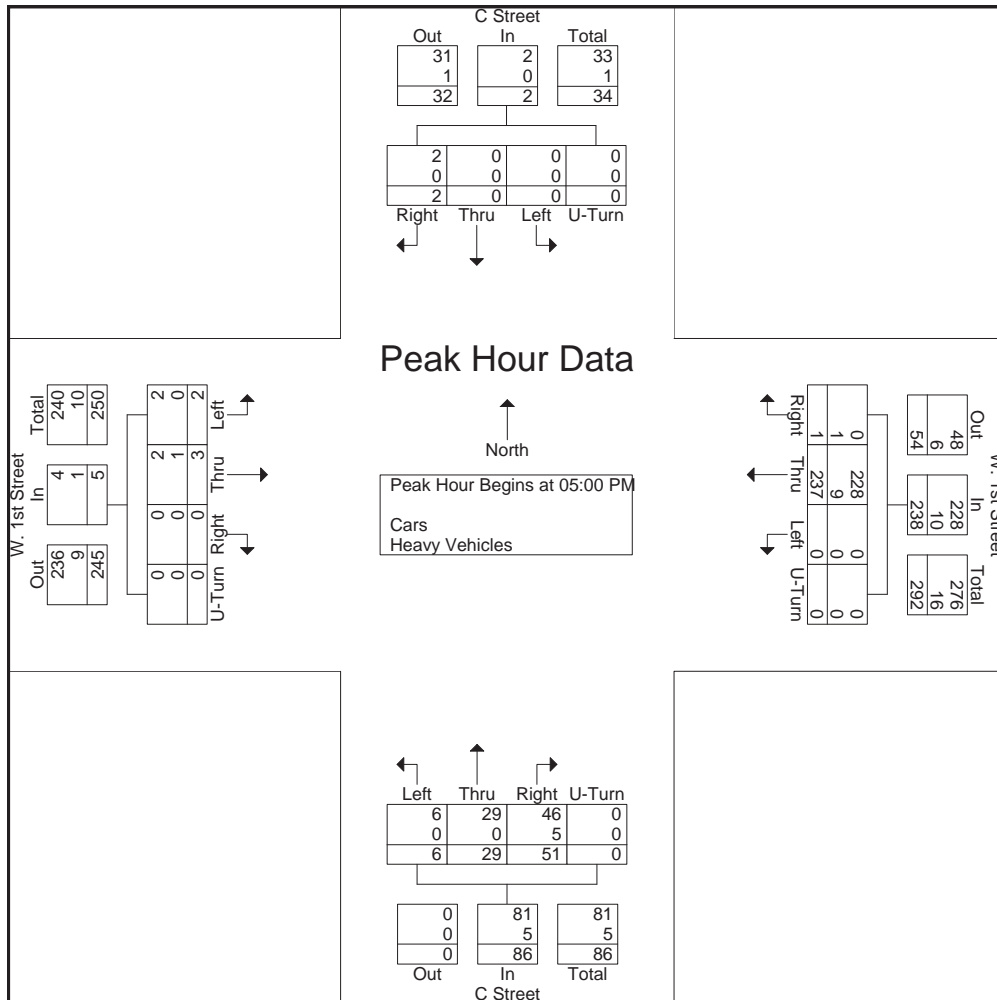 C Street
Out In Total
31 2 33
1 0 1
32 2 34
2 0 0 0
0 0 0 0
2 0 0 0
Right Thru Left U-Turn
Peak Hour Data
North
Peak Hour Begins at 05:00 PM
Cars
Heavy Vehicles
W. 1st Street
Total In Out
240 4 236
10 1 9
250 5 245
2 2 0 0
0 1 0 0
2 3 0 0
Left Thru Right U-Turn
W. 1st Street
Out In Total
48 228 276
6 10 16
54 238 292
0 228 0 0
1 9 0 0
1 237 0 0
Right Thru Left U-Turn
Left Thru Right U-Turn
6 29 46 0
0 0 5 0
6 29 51 0
0 81 81
0 5 5
0 86 86
Out In Total
C Street